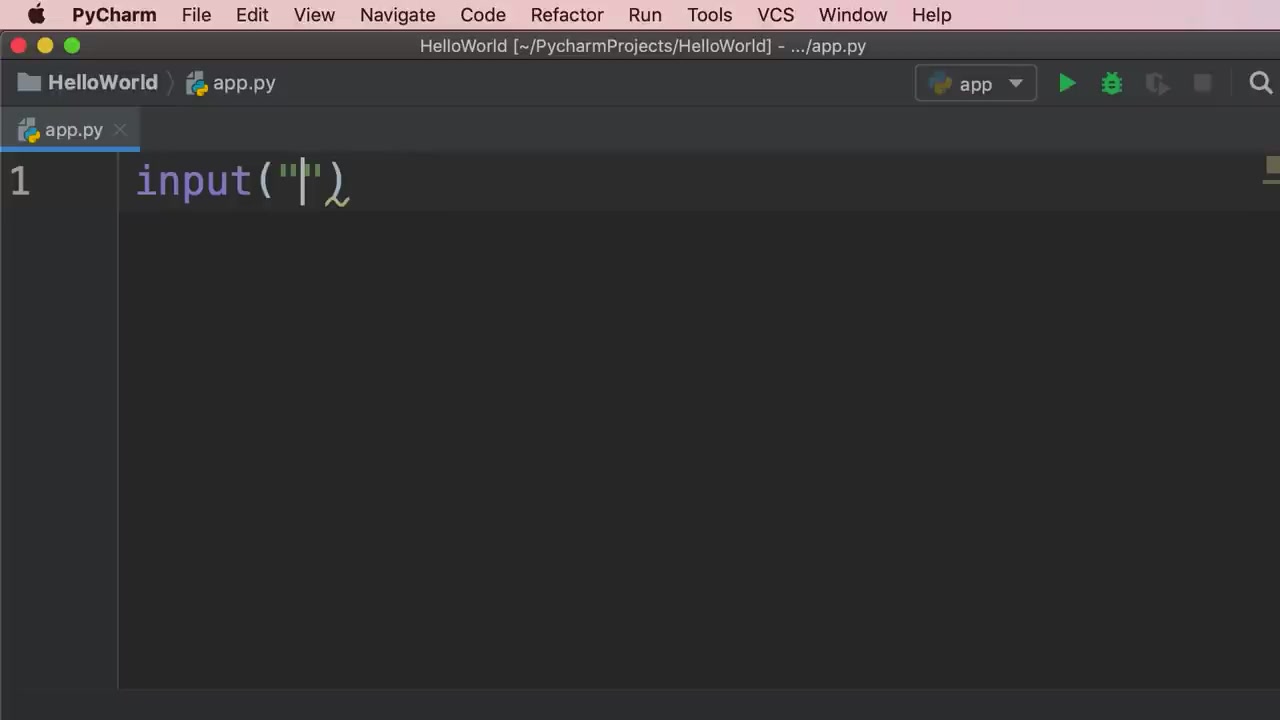 PyCharm File Edit View Navigate Code Refactor Run Tools VCS Window Help
HelloWorld [~/PycharmProjects/HelloWorld] - .../app.py
HelloWorld app.py app
app.py
1 input("")